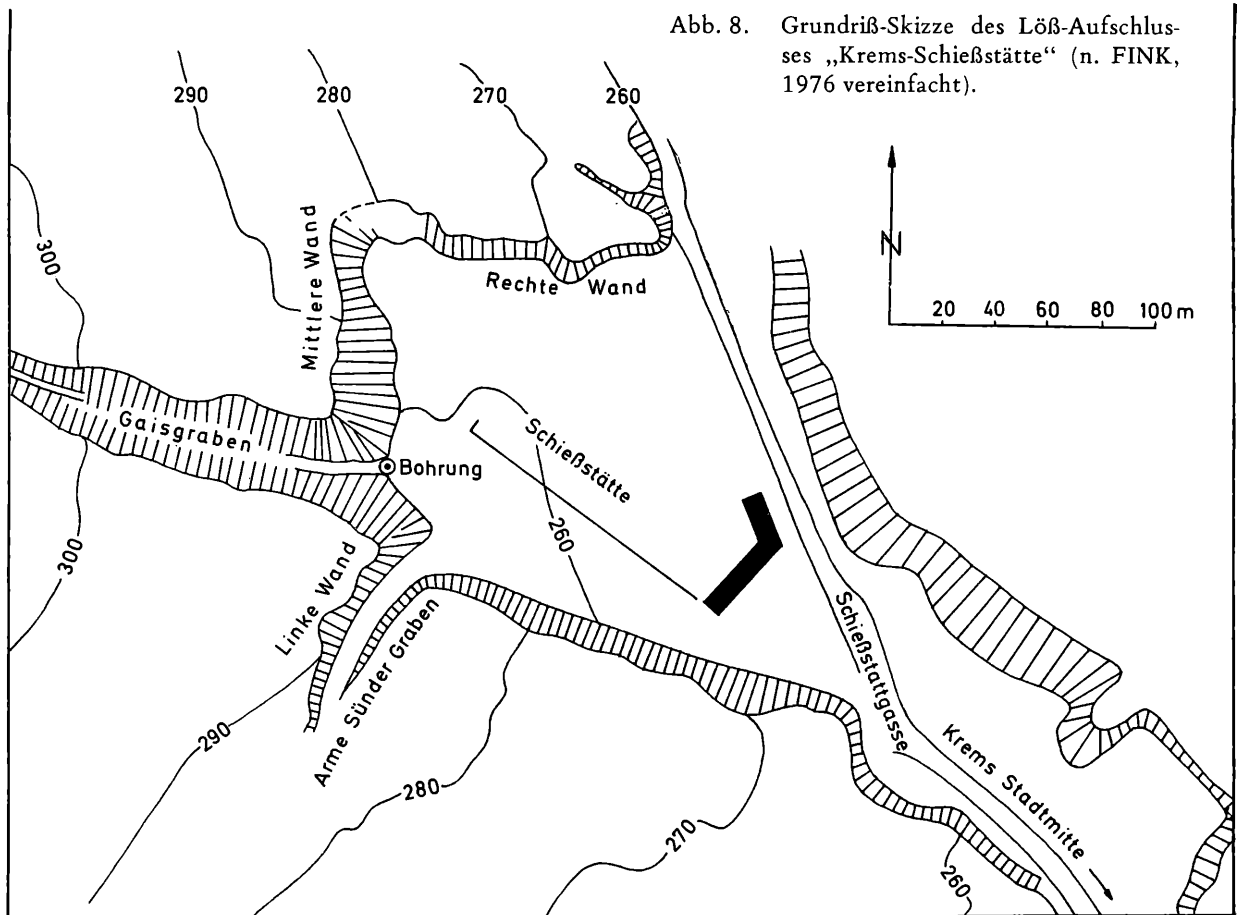 Abb. 8. Grundriß-Skizze des Löß-Aufschlus-
ses „Krems-Schießstätte“ (n. FINK,
1976 vereinfacht).
290
280
270
260
N
20 40 60 80 100 m
300
Mittlere Wand
Rechte Wand
Gaisgraben
Bohrung
Schießstätte
260
300
Linke Wand
Arme Sünder Graben
Schießstattgasse
Krems Stadtmitte
290
280
270
260